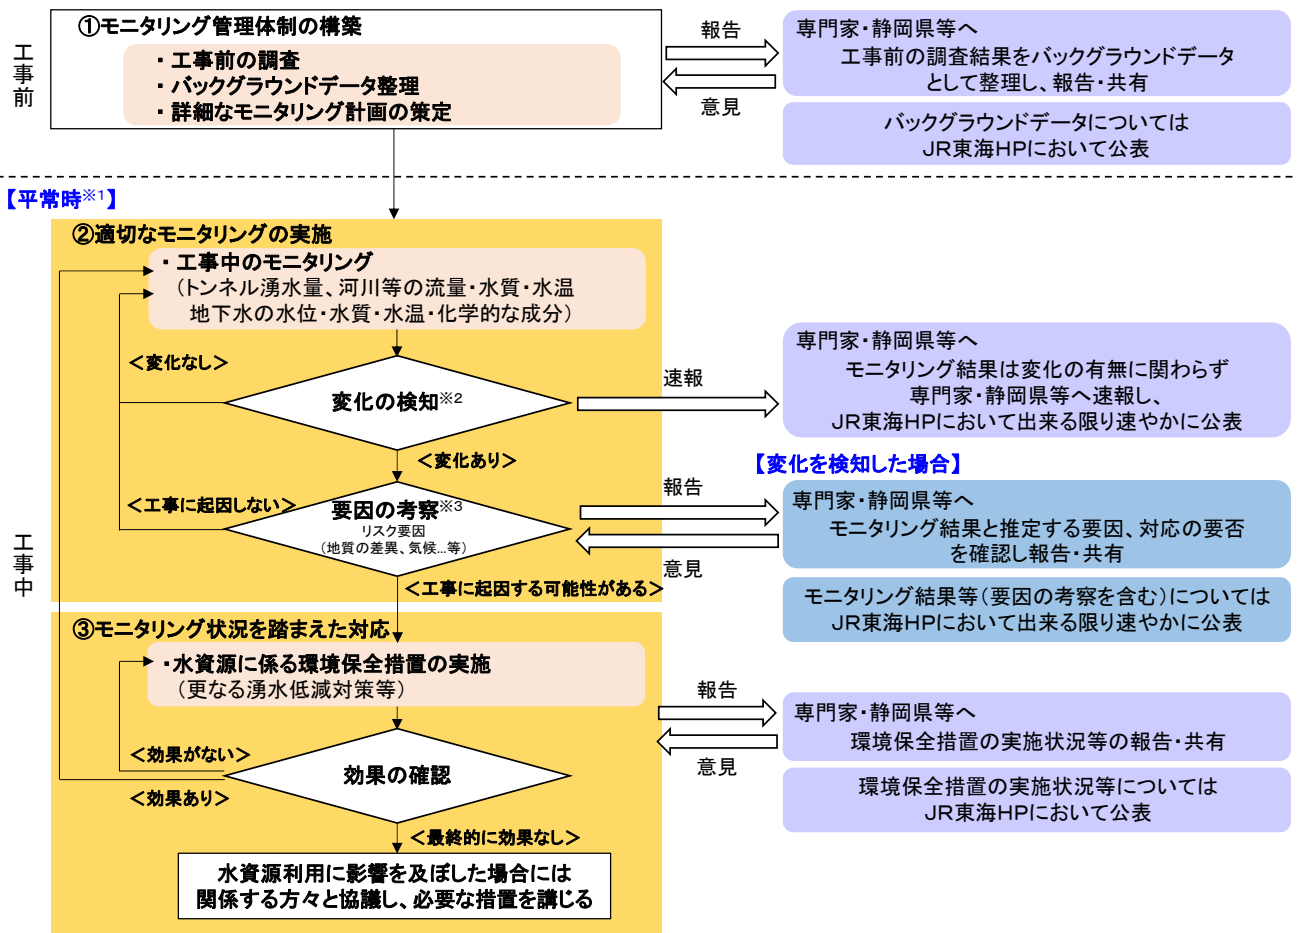 工事前
①モニタリング管理体制の構築
・工事前の調査
・バックグラウンドデータ整理
・詳細なモニタリング計画の策定
報告
意見
専門家・静岡県等へ
工事前の調査結果をバックグラウンドデータ
として整理し、報告・共有
バックグラウンドデータについては
JR東海HPにおいて公表
【平常時※1】
工事中
②適切なモニタリングの実施
・工事中のモニタリング
(トンネル湧水量、河川等の流量・水質・水温
地下水の水位・水質・水温・化学的な成分)
<変化なし>
変化の検知※2
速報
専門家・静岡県等へ
モニタリング結果は変化の有無に関わらず
専門家・静岡県等へ速報し、
JR東海HPにおいて出来る限り速やかに公表
<変化あり>
【変化を検知した場合】
<工事に起因しない>
要因の考察※3
リスク要因
(地質の差異、気候…等)
報告
意見
専門家・静岡県等へ
モニタリング結果と推定する要因、対応の要否
を確認し報告・共有
<工事に起因する可能性がある>
モニタリング結果等(要因の考察を含む)については
JR東海HPにおいて出来る限り速やかに公表
③モニタリング状況を踏まえた対応
・水資源に係る環境保全措置の実施
(更なる湧水低減対策等)
報告
意見
専門家・静岡県等へ
環境保全措置の実施状況等の報告・共有
<効果がない>
効果の確認
<効果あり>
環境保全措置の実施状況等については
JR東海HPにおいて公表
<最終的に効果なし>
水資源利用に影響を及ぼした場合には
関係する方々と協議し、必要な措置を講じる